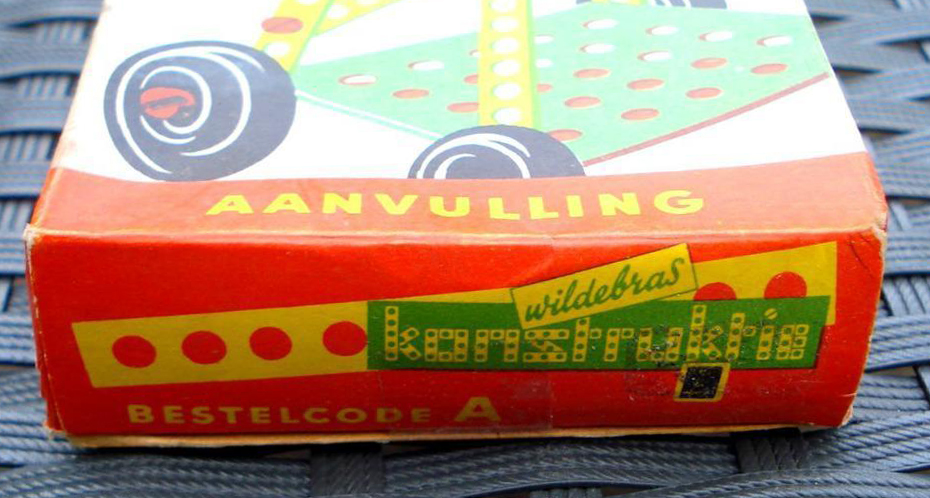 AANVULLING
wildebras
konstruktie
BESTELCODE A